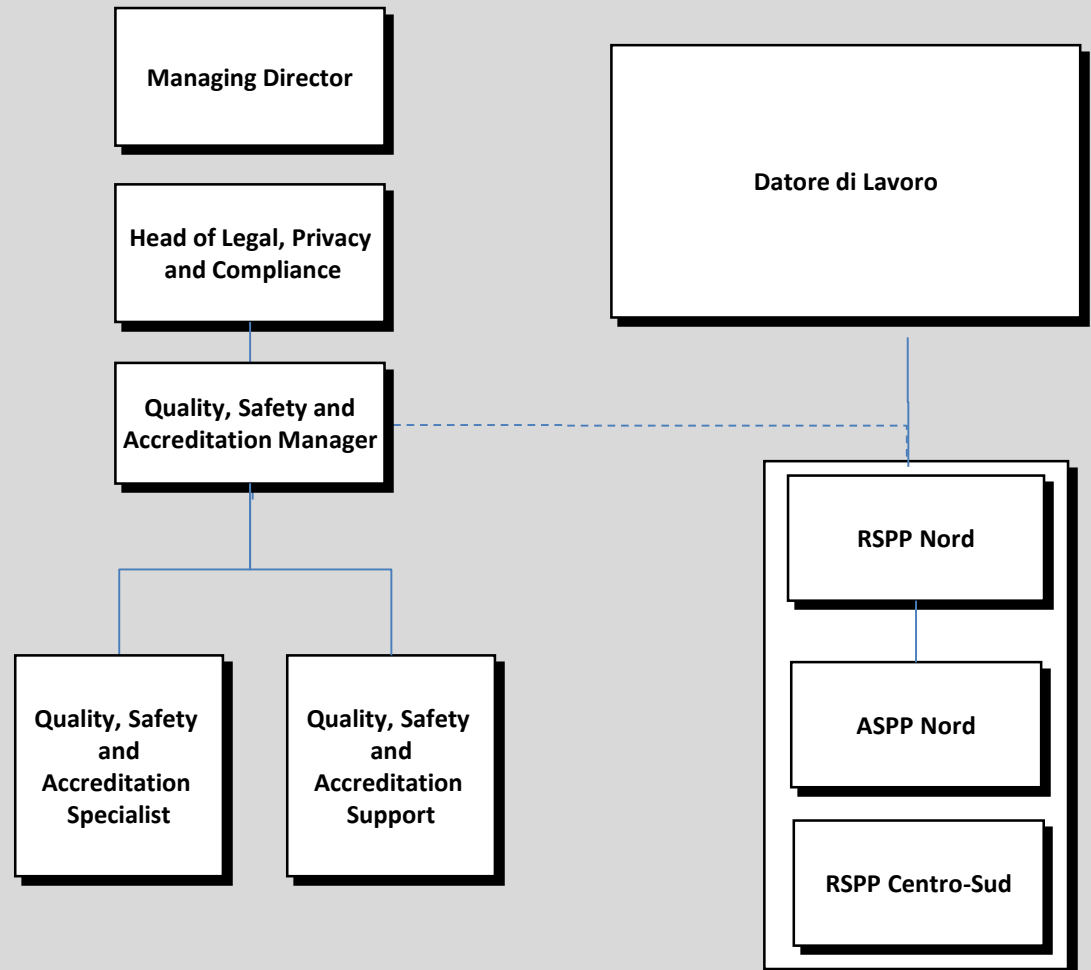 Managing Director
Datore di Lavoro
Head of Legal, Privacy
and Compliance
Quality, Safety and
Accreditation Manager
RSPP Nord
ASPP Nord
RSPP Centro-Sud
Quality, Safety
and
Accreditation
Specialist
Quality, Safety
and
Accreditation
Support